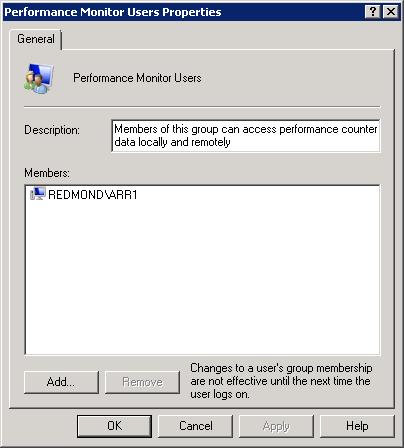 Performance Monitor Users Properties
General
Performance Monitor Users
Description:
Members of this group can access performance counter
data locally and remotely
Members:
REDMOND\ARR1
Add...
Remove
Changes to a user's group membership
are not effective until the next time the
user logs on.
OK
Cancel
Apply
Help